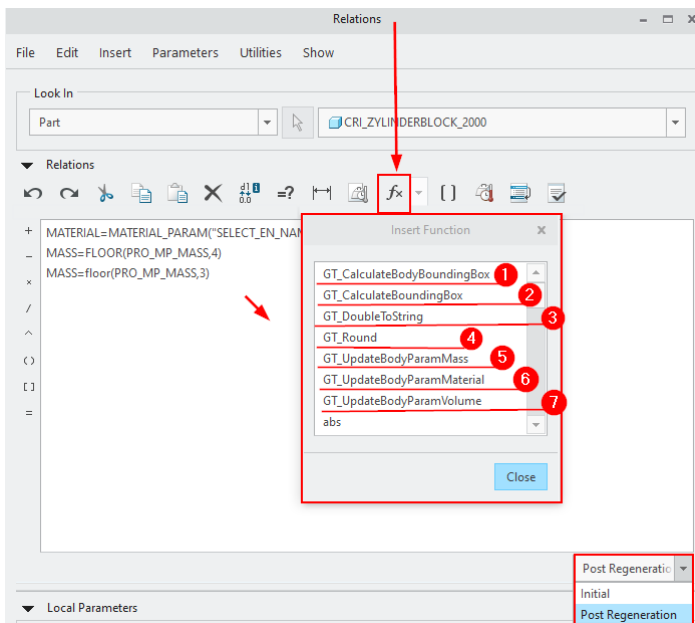 Relations
File Edit Insert Parameters Utilities Show
Look In
Part
CRI_ZYLINDERBLOCK_2000
Relations
+
MATERIAL=MATERIAL_PARAM("SELECT_EN_NAM
-
MASS=FLOOR(PRO_MP_MASS,4)
×
MASS=floor(PRO_MP_MASS,3)
/
^
()
[]
=
Insert Function
GT_CalculateBodyBoundingBox 1
GT_CalculateBoundingBox 2
GT_DoubleToString 3
GT_Round 4
GT_UpdateBodyParamMass 5
GT_UpdateBodyParamMaterial 6
GT_UpdateBodyParamVolume 7
abs
Close
Post Regeneratio
Initial
Post Regeneration
Local Parameters